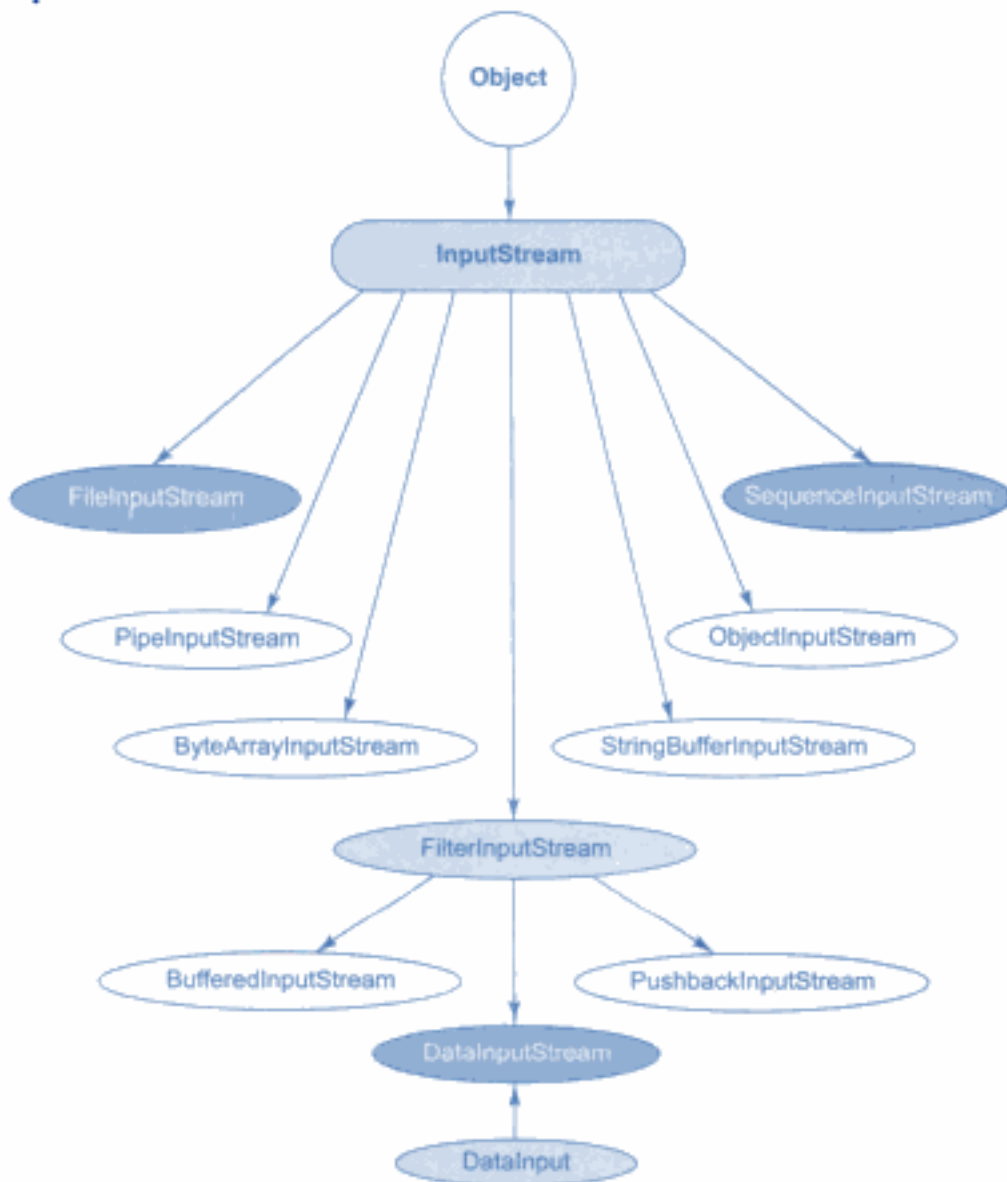 Object
InputStream
FileInputStream
SequenceInputStream
PipeInputStream
ObjectInputStream
ByteArrayInputStream
StringBufferInputStream
FilterInputStream
BufferedInputStream
PushbackInputStream
DataInputStream
DataInput